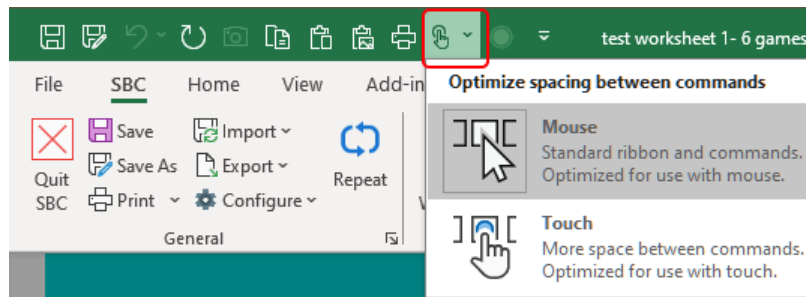 test worksheet 1- 6 games
File SBC Home View Add-in
Optimize spacing between commands
Mouse
Standard ribbon and commands.
Optimized for use with mouse.
Touch
More space between commands.
Optimized for use with touch.
Quit
SBC
Save
Save As
Print
Import
Export
Configure
Repeat
General